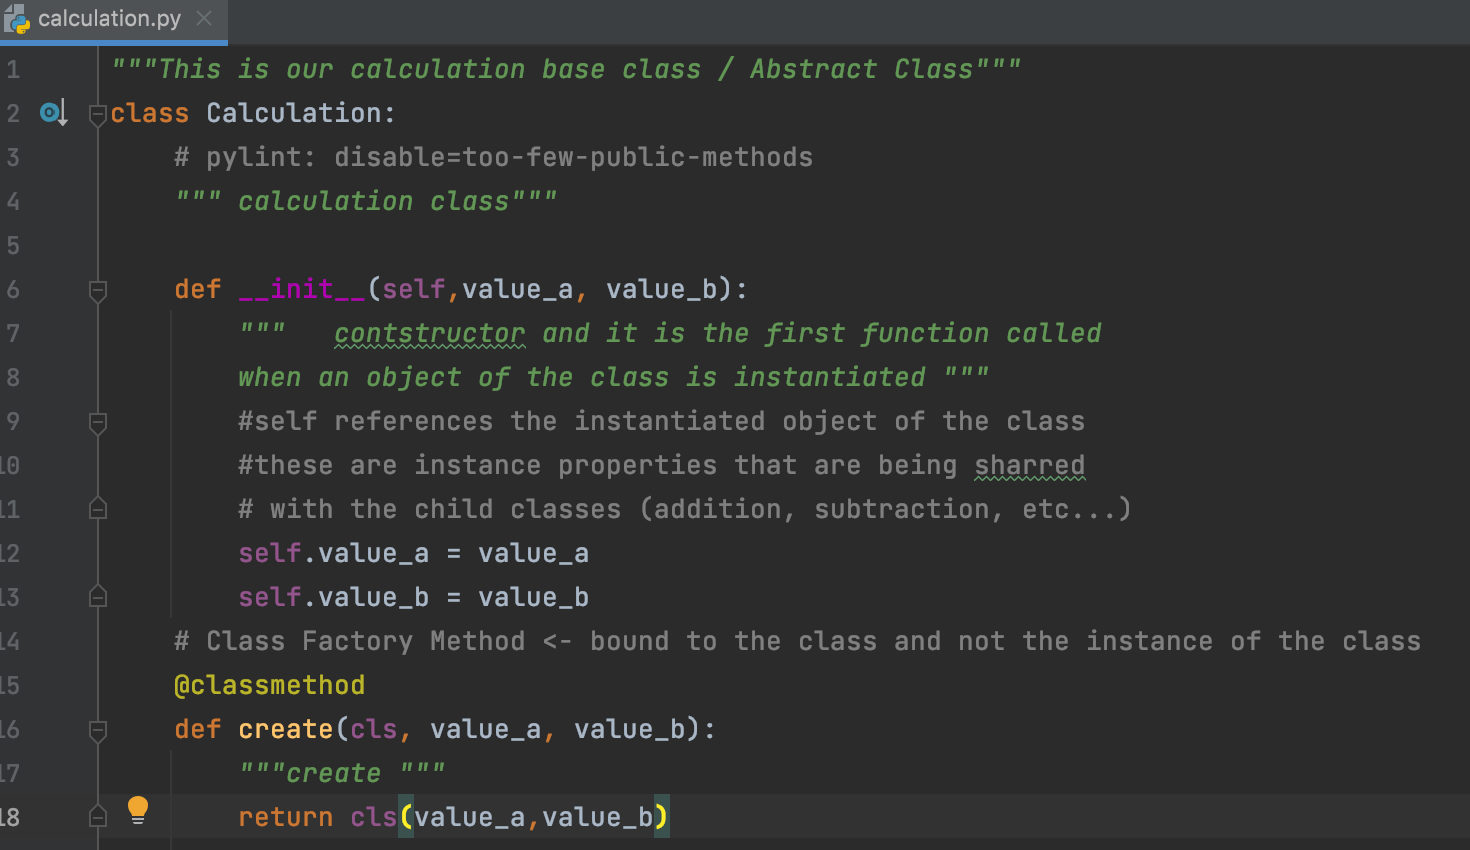 calculation.py
1 """This is our calculation base class / Abstract Class"""
2 class Calculation:
3 # pylint: disable=too-few-public-methods
4 """ calculation class"""
5
6 def __init__(self,value_a, value_b):
7 """   contstructor and it is the first function called
8 when an object of the class is instantiated """
9 #self references the instantiated object of the class
10 #these are instance properties that are being sharred
11 # with the child classes (addition, subtraction, etc...)
12 self.value_a = value_a
13 self.value_b = value_b
14 # Class Factory Method <- bound to the class and not the instance of the class
15 @classmethod
16 def create(cls, value_a, value_b):
17 """create """
18 return cls(value_a,value_b)